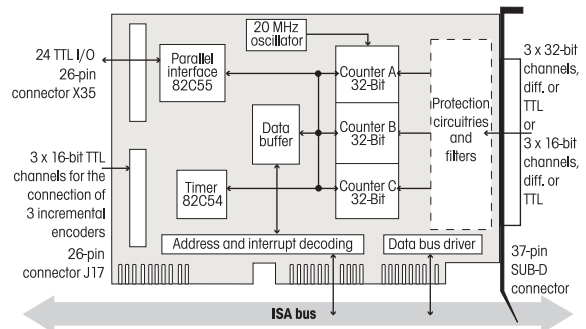 20 MHz
oscillator
24 TTL I/O
26-pin
connector X35
Parallel
interface
82C55
Counter A
32-Bit
Counter B
32-Bit
Counter C
32-Bit
Data
buffer
Timer
82C54
Protection
circuitries
and
filters
3 x 32-bit
channels,
diff. or
TTL
or
3 x 16-bit
channels,
diff. or
TTL
3 x 16-bit TTL
channels for the
connection of
3 incremental
encoders
26-pin
connector J17
Address and interrupt decoding
Data bus driver
37-pin
SUB-D
connector
ISA bus